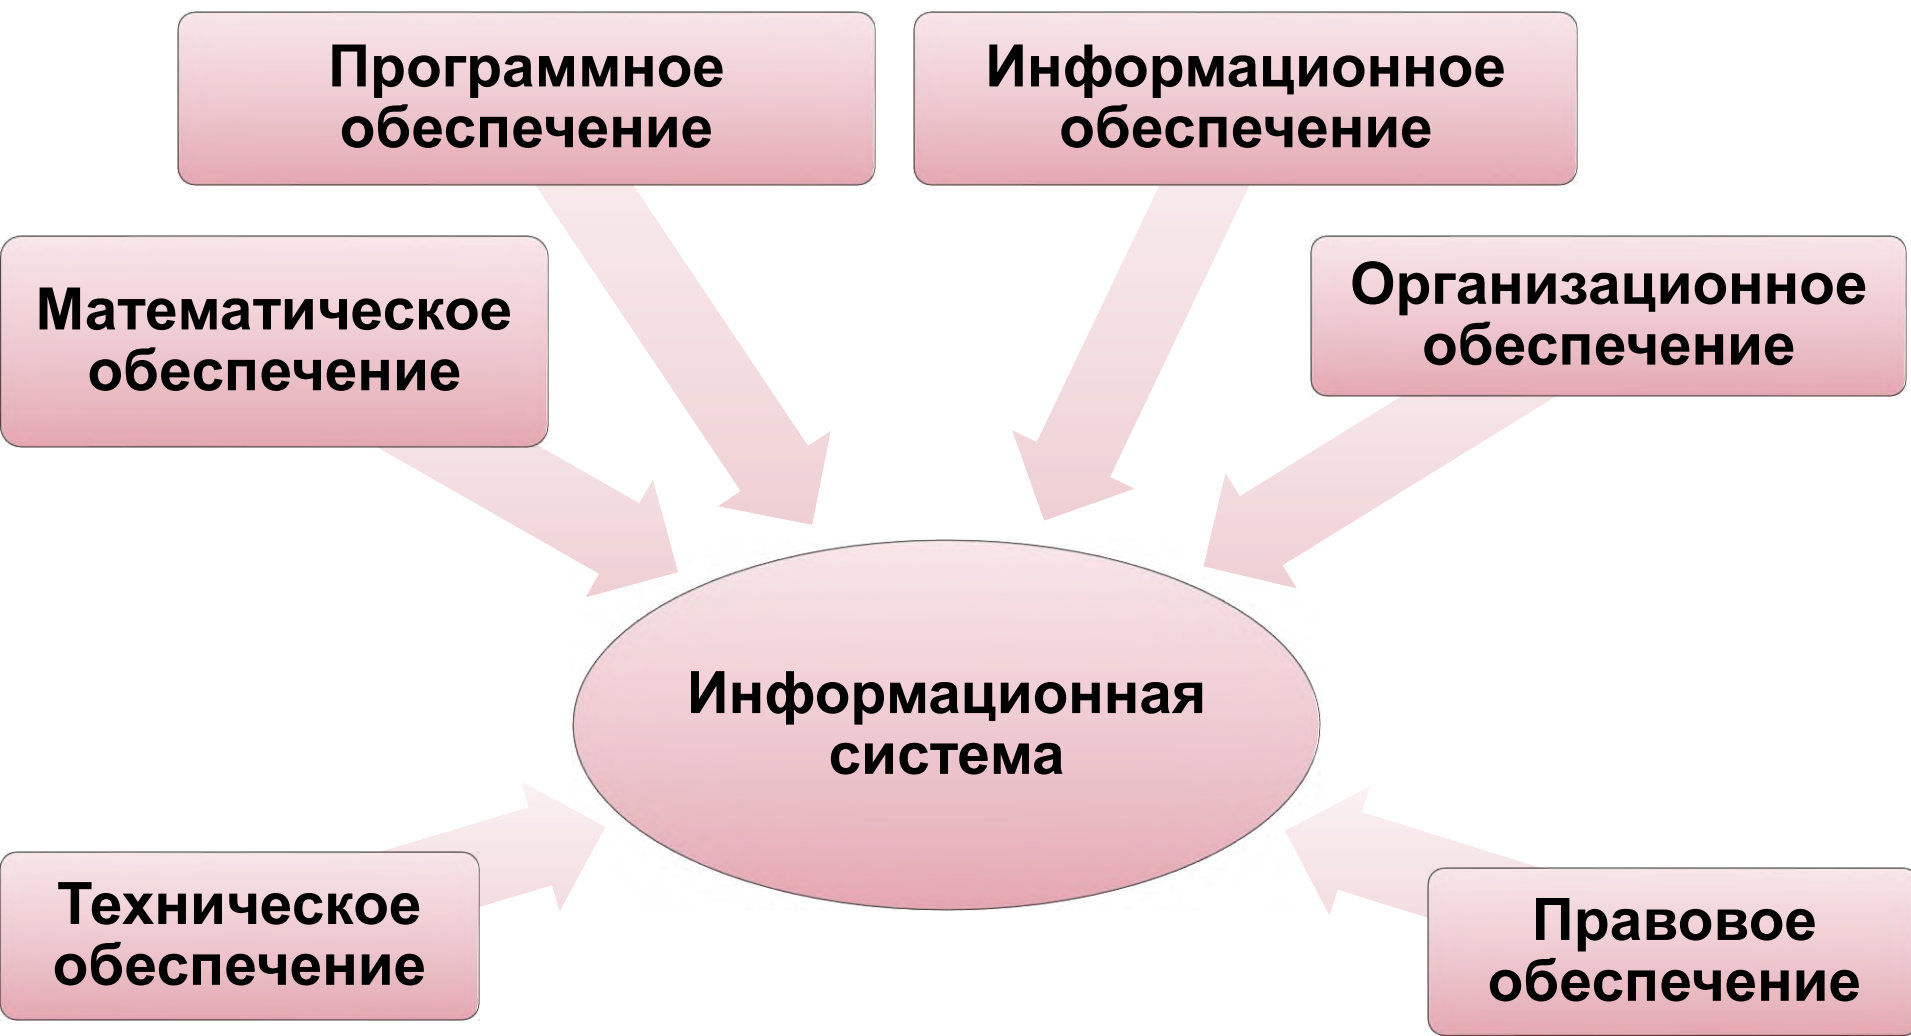 Программное
обеспечение
Информационное
обеспечение
Математическое
обеспечение
Организационное
обеспечение
Информационная
система
Техническое
обеспечение
Правовое
обеспечение